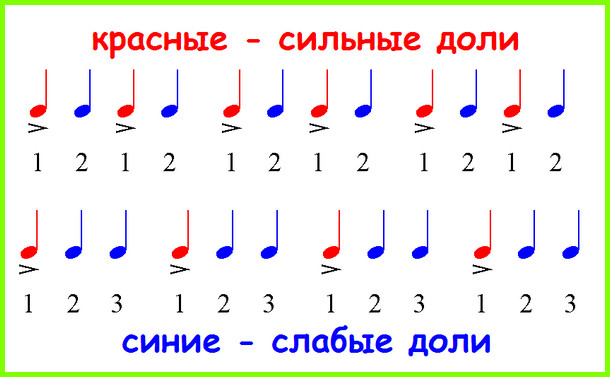 красные - сильные доли
1 2 1 2 1 2 1 2 1 2 1 2
1 2 3 1 2 3 1 2 3 1 2 3
синие - слабые доли